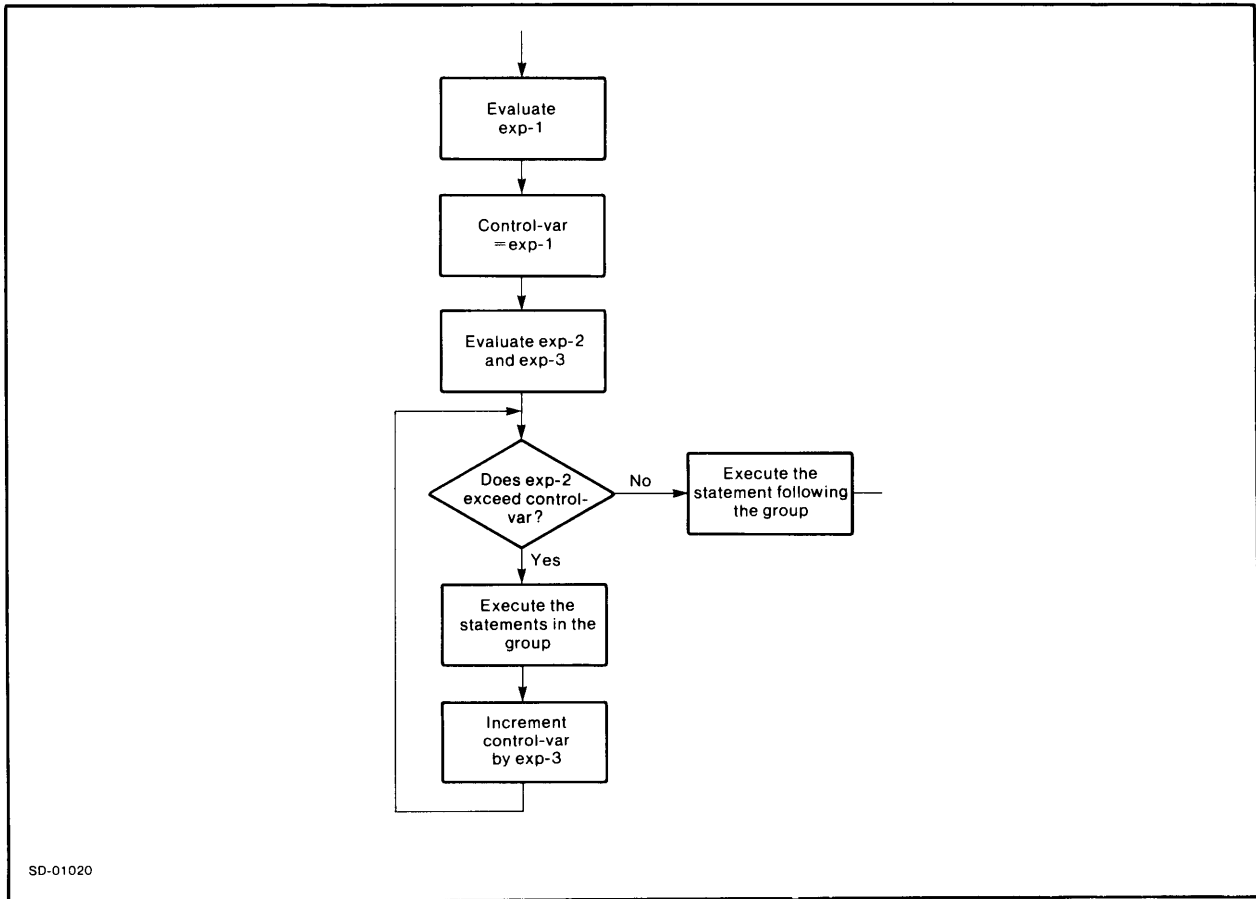 Evaluate
exp-1
Control-var
=exp-1
Evaluate exp-2
and exp-3
Does exp-2
exceed control-
var?
No
Execute the
statement following
the group
Yes
Execute the
statements in the
group
Increment
control-var
by exp-3
SD-01020